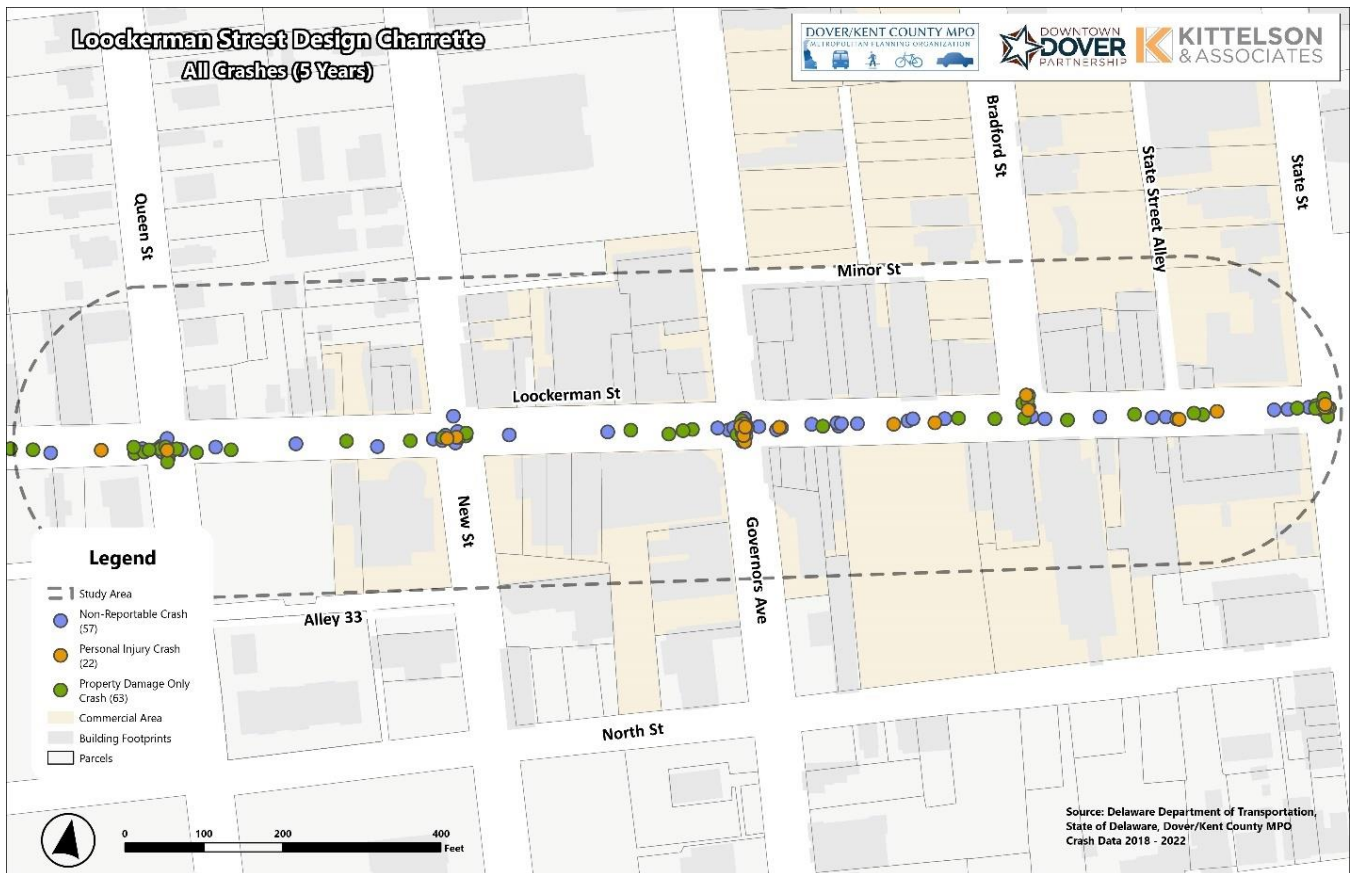 Loockerman Street Design Charrette
All Crashes (5 Years)
DOVER/KENT COUNTY MPO
METROPOLITAN PLANNING ORGANIZATION
DOWNTOWN
DOVER
PARTNERSHIP
KITTELSON
& ASSOCIATES
Queen St
Bradford St
State Street Alley
State St
Minor St
Loockerman St
New St
Governors Ave
Alley 33
North St
Legend
Study Area
Non-Reportable Crash
(57)
Personal Injury Crash
(22)
Property Damage Only
Crash (63)
Commercial Area
Building Footprints
Parcels
0 100 200 400
Feet
Source: Delaware Department of Transportation,
State of Delaware, Dover/Kent County MPO
Crash Data 2018 - 2022